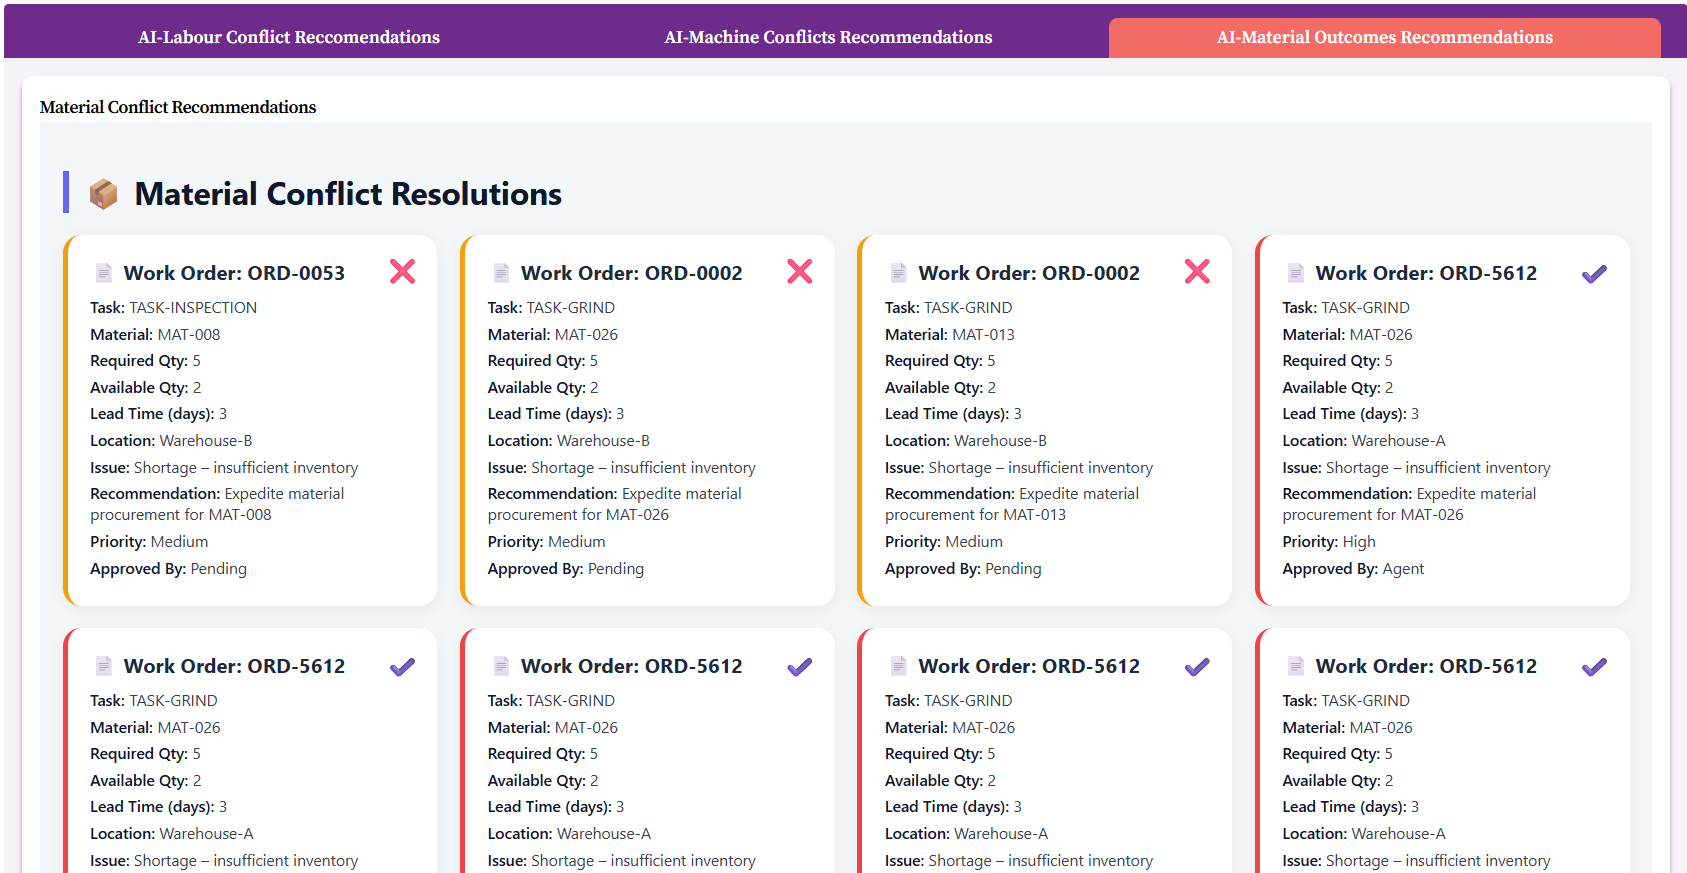 AI-Labour Conflict Reccomendations
AI-Machine Conflicts Recommendations
AI-Material Outcomes Recommendations
Material Conflict Recommendations
Material Conflict Resolutions
Work Order: ORD-0053
Task: TASK-INSPECTION
Material: MAT-008
Required Qty: 5
Available Qty: 2
Lead Time (days): 3
Location: Warehouse-B
Issue: Shortage – insufficient inventory
Recommendation: Expedite material
procurement for MAT-008
Priority: Medium
Approved By: Pending
Work Order: ORD-0002
Task: TASK-GRIND
Material: MAT-026
Required Qty: 5
Available Qty: 2
Lead Time (days): 3
Location: Warehouse-B
Issue: Shortage – insufficient inventory
Recommendation: Expedite material
procurement for MAT-026
Priority: Medium
Approved By: Pending
Work Order: ORD-0002
Task: TASK-GRIND
Material: MAT-013
Required Qty: 5
Available Qty: 2
Lead Time (days): 3
Location: Warehouse-B
Issue: Shortage – insufficient inventory
Recommendation: Expedite material
procurement for MAT-013
Priority: Medium
Approved By: Pending
Work Order: ORD-5612
Task: TASK-GRIND
Material: MAT-026
Required Qty: 5
Available Qty: 2
Lead Time (days): 3
Location: Warehouse-A
Issue: Shortage – insufficient inventory
Recommendation: Expedite material
procurement for MAT-026
Priority: High
Approved By: Agent
Work Order: ORD-5612
Task: TASK-GRIND
Material: MAT-026
Required Qty: 5
Available Qty: 2
Lead Time (days): 3
Location: Warehouse-A
Issue: Shortage – insufficient inventory
Work Order: ORD-5612
Task: TASK-GRIND
Material: MAT-026
Required Qty: 5
Available Qty: 2
Lead Time (days): 3
Location: Warehouse-A
Issue: Shortage – insufficient inventory
Work Order: ORD-5612
Task: TASK-GRIND
Material: MAT-026
Required Qty: 5
Available Qty: 2
Lead Time (days): 3
Location: Warehouse-A
Issue: Shortage – insufficient inventory
Work Order: ORD-5612
Task: TASK-GRIND
Material: MAT-026
Required Qty: 5
Available Qty: 2
Lead Time (days): 3
Location: Warehouse-A
Issue: Shortage – insufficient inventory